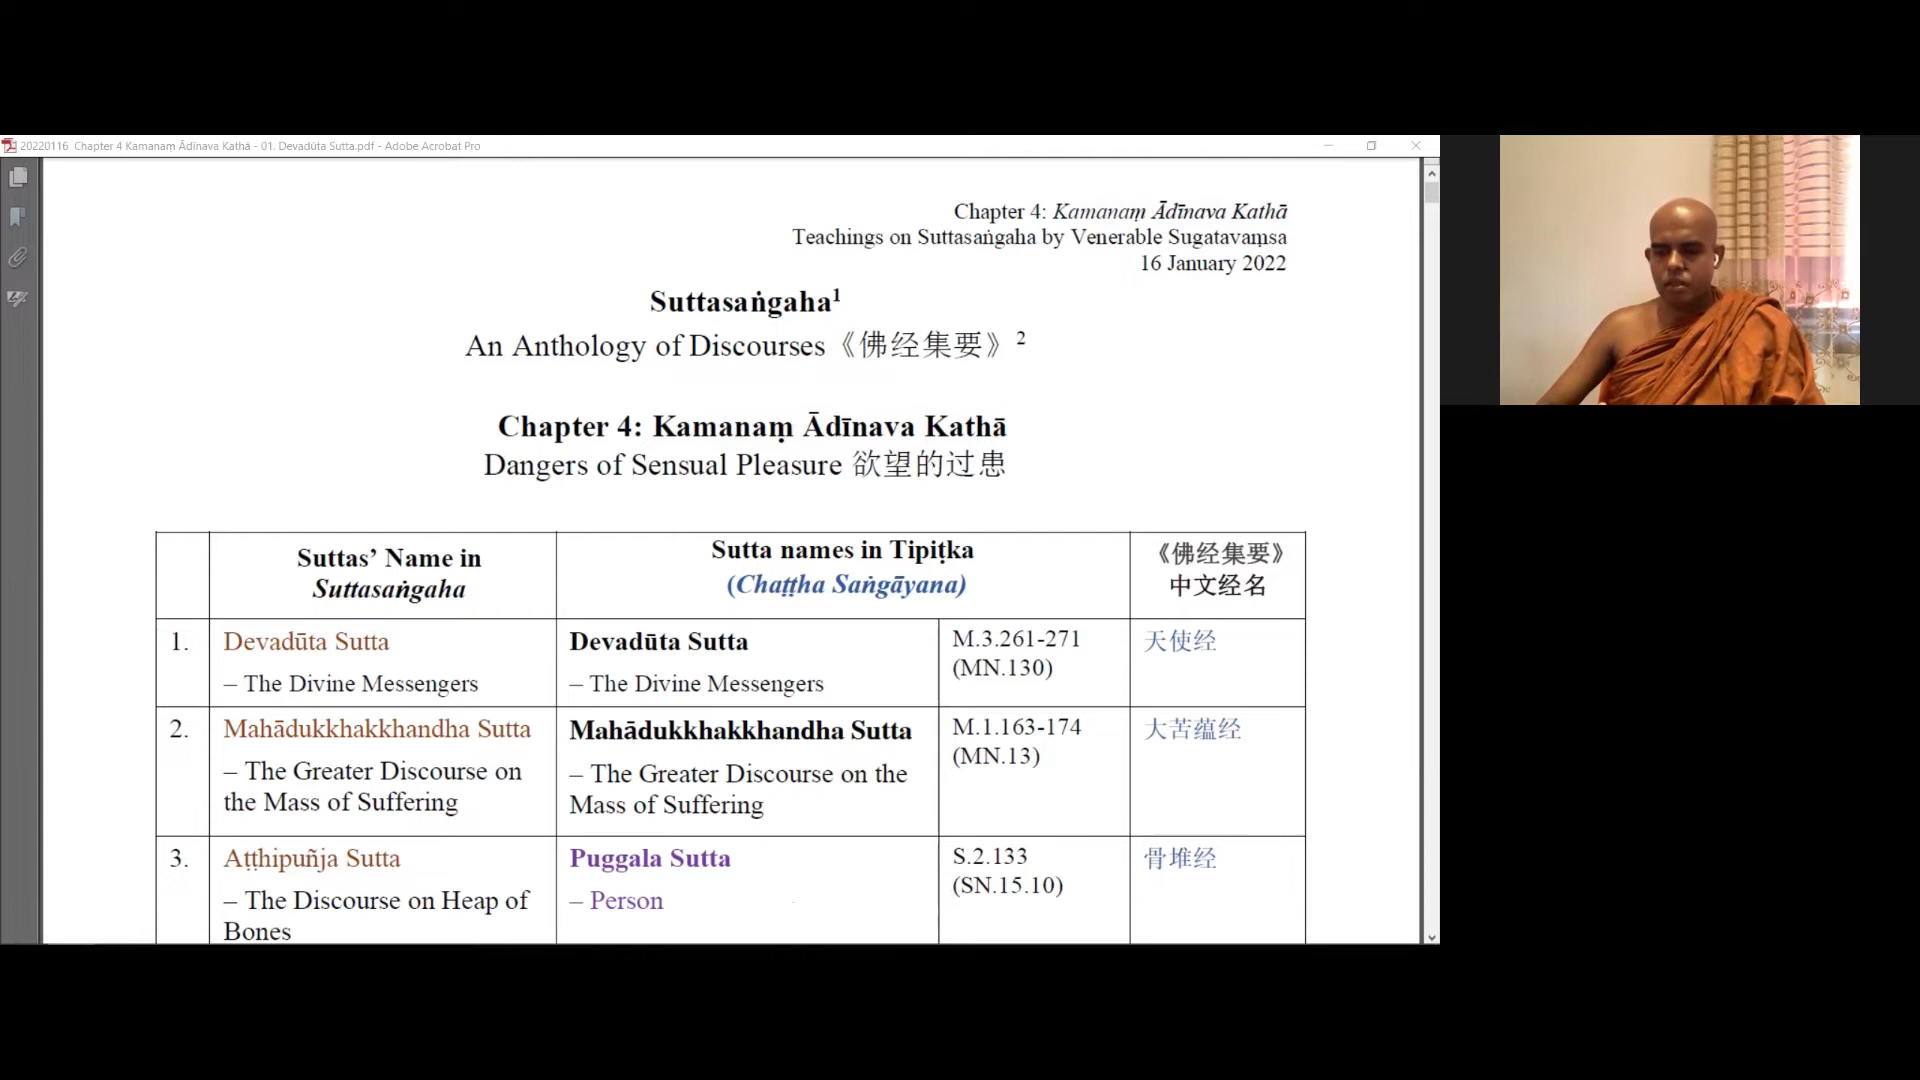 20220116 Chapter 4 Kamanam Ādīnava Kathā - 01. Devadūta Sutta.pdf - Adobe Acrobat Pro
Chapter 4: Kamanaṃ Ādīnava Kathā
Teachings on Suttasaṅgaha by Venerable Sugatavaṃsa
16 January 2022
Suttasaṅgaha1
An Anthology of Discourses《佛经集要》2
Chapter 4: Kamanaṃ Ādīnava Kathā
Dangers of Sensual Pleasure 欲望的过患
Suttas’ Name in
Suttasaṅgaha
Sutta names in Tipiṭka
(Chaṭṭha Saṅgāyana)
《佛经集要》
中文经名
1.
Devadūta Sutta
– The Divine Messengers
Devadūta Sutta
– The Divine Messengers
M.3.261-271
(MN.130)
天使经
2.
Mahādukkhakkhandha Sutta
– The Greater Discourse on
the Mass of Suffering
Mahādukkhakkhandha Sutta
– The Greater Discourse on the
Mass of Suffering
M.1.163-174
(MN.13)
大苦蕴经
3.
Aṭṭhipuñja Sutta
– The Discourse on Heap of
Bones
Puggala Sutta
– Person
S.2.133
(SN.15.10)
骨堆经